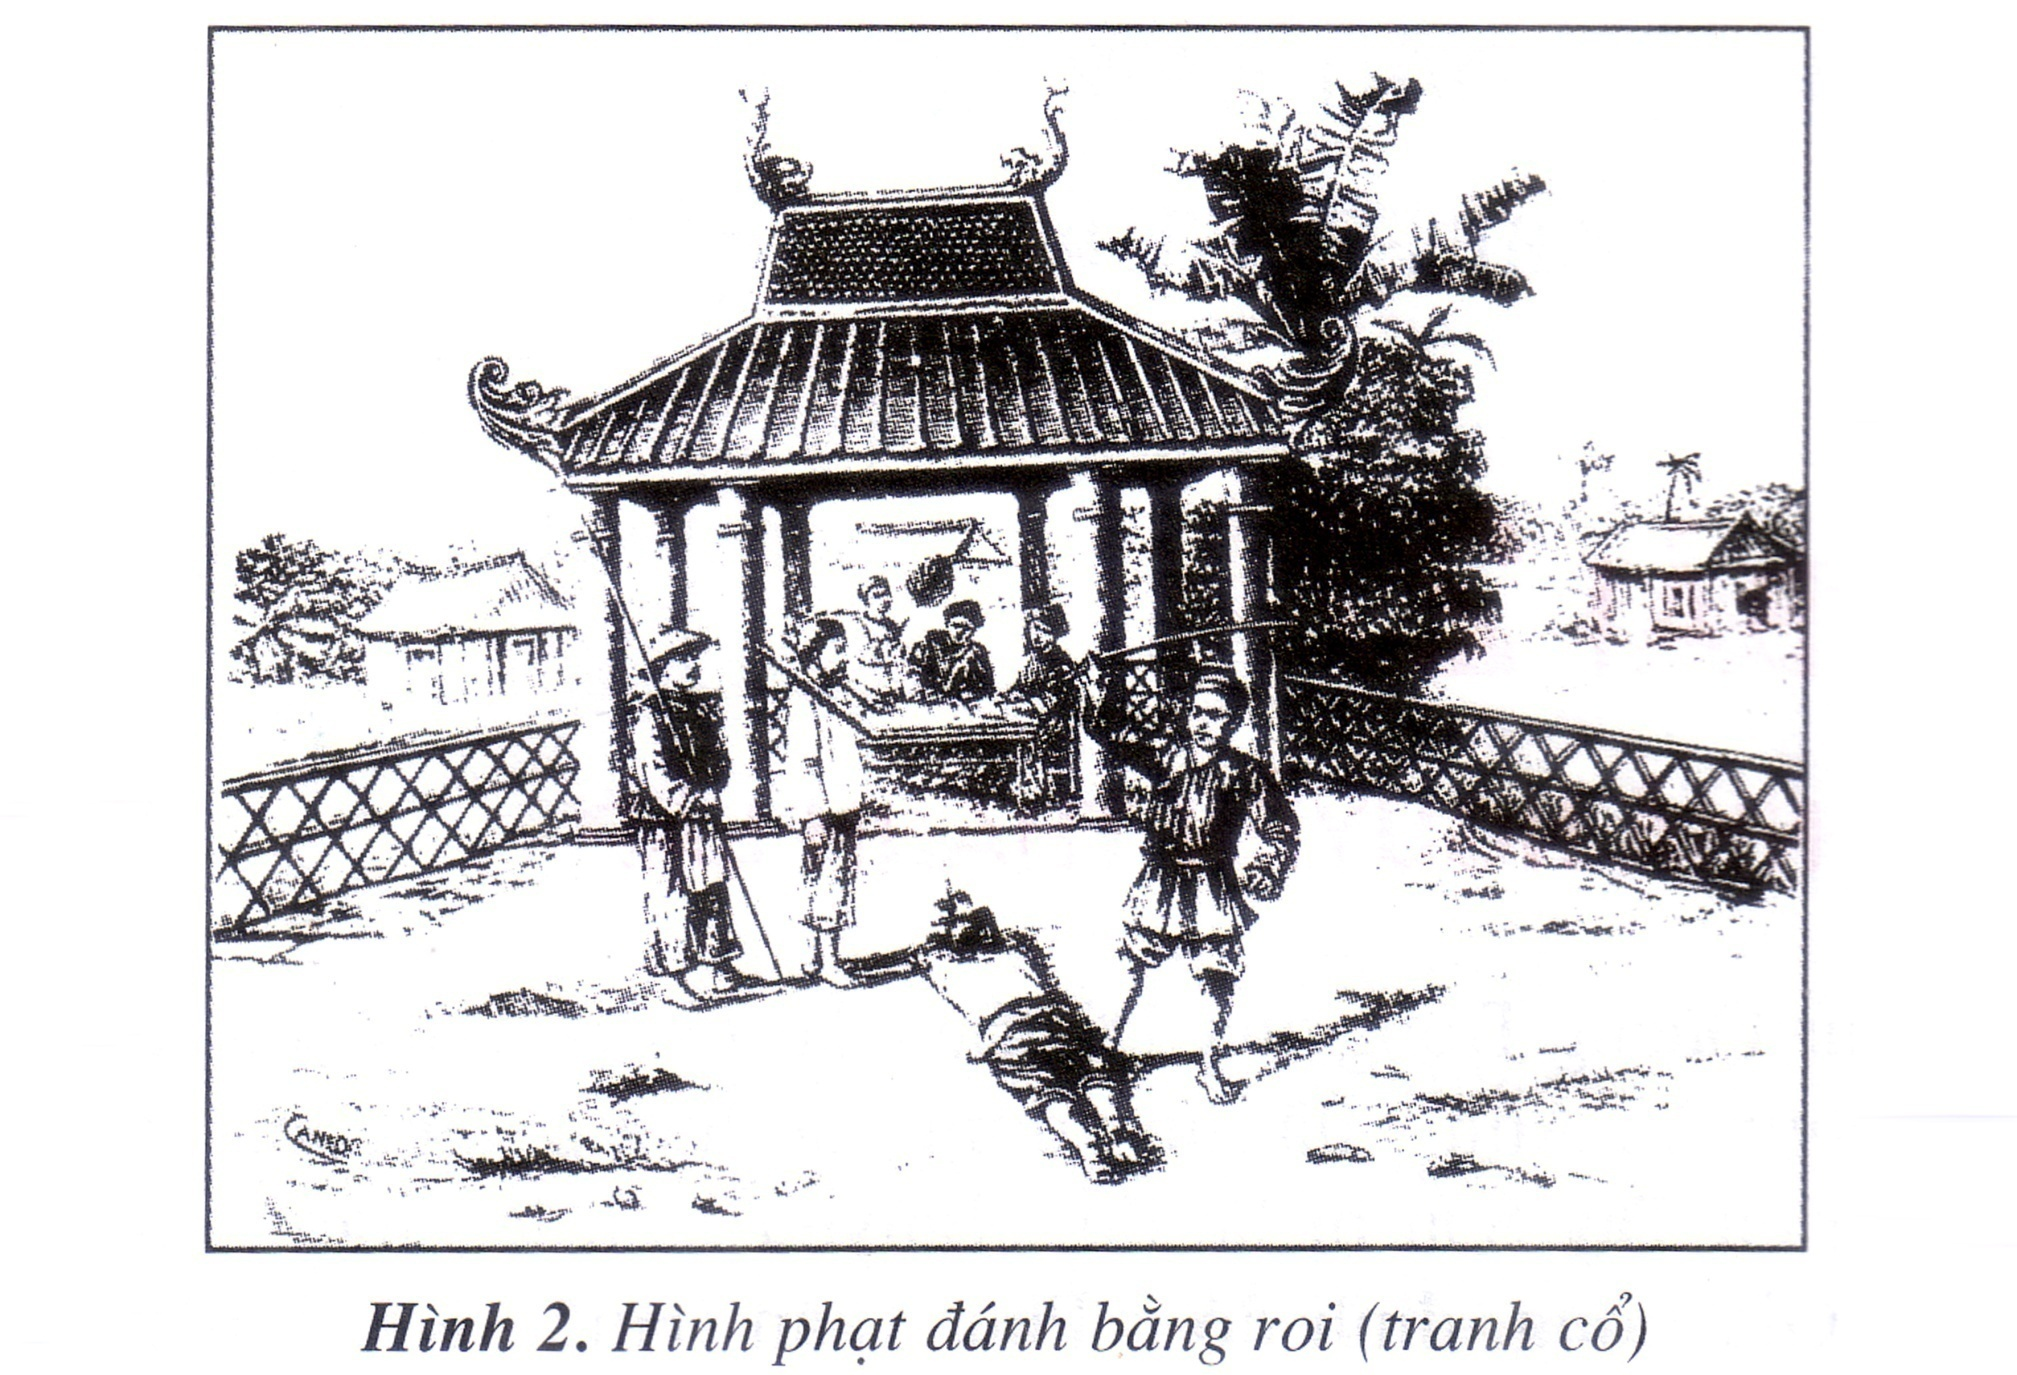 Hình 2. Hình phạt đánh bằng roi (tranh cổ)